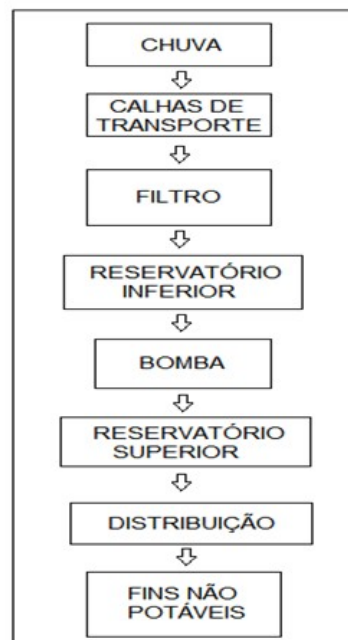 CHUVA
CALHAS DE
TRANSPORTE
FILTRO
RESERVATÓRIO
INFERIOR
BOMBA
RESERVATÓRIO
SUPERIOR
DISTRIBUIÇÃO
FINS NÃO
POTÁVEIS